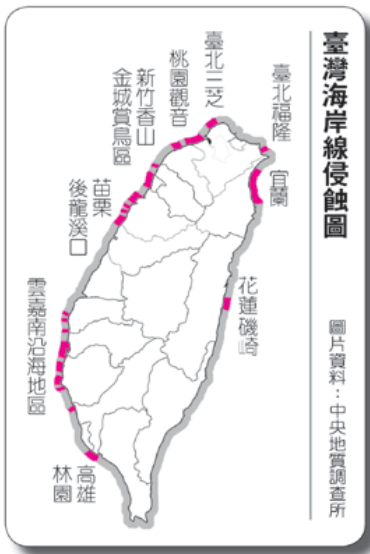 臺灣海岸線侵蝕圖
圖片資料：中央地質調查所
臺北福隆
宜蘭
花蓮磯崎
臺北三芝
桃園觀音
新竹香山
金城賞鳥區
苗栗
後龍溪口
雲嘉南沿海地區
高雄
林園